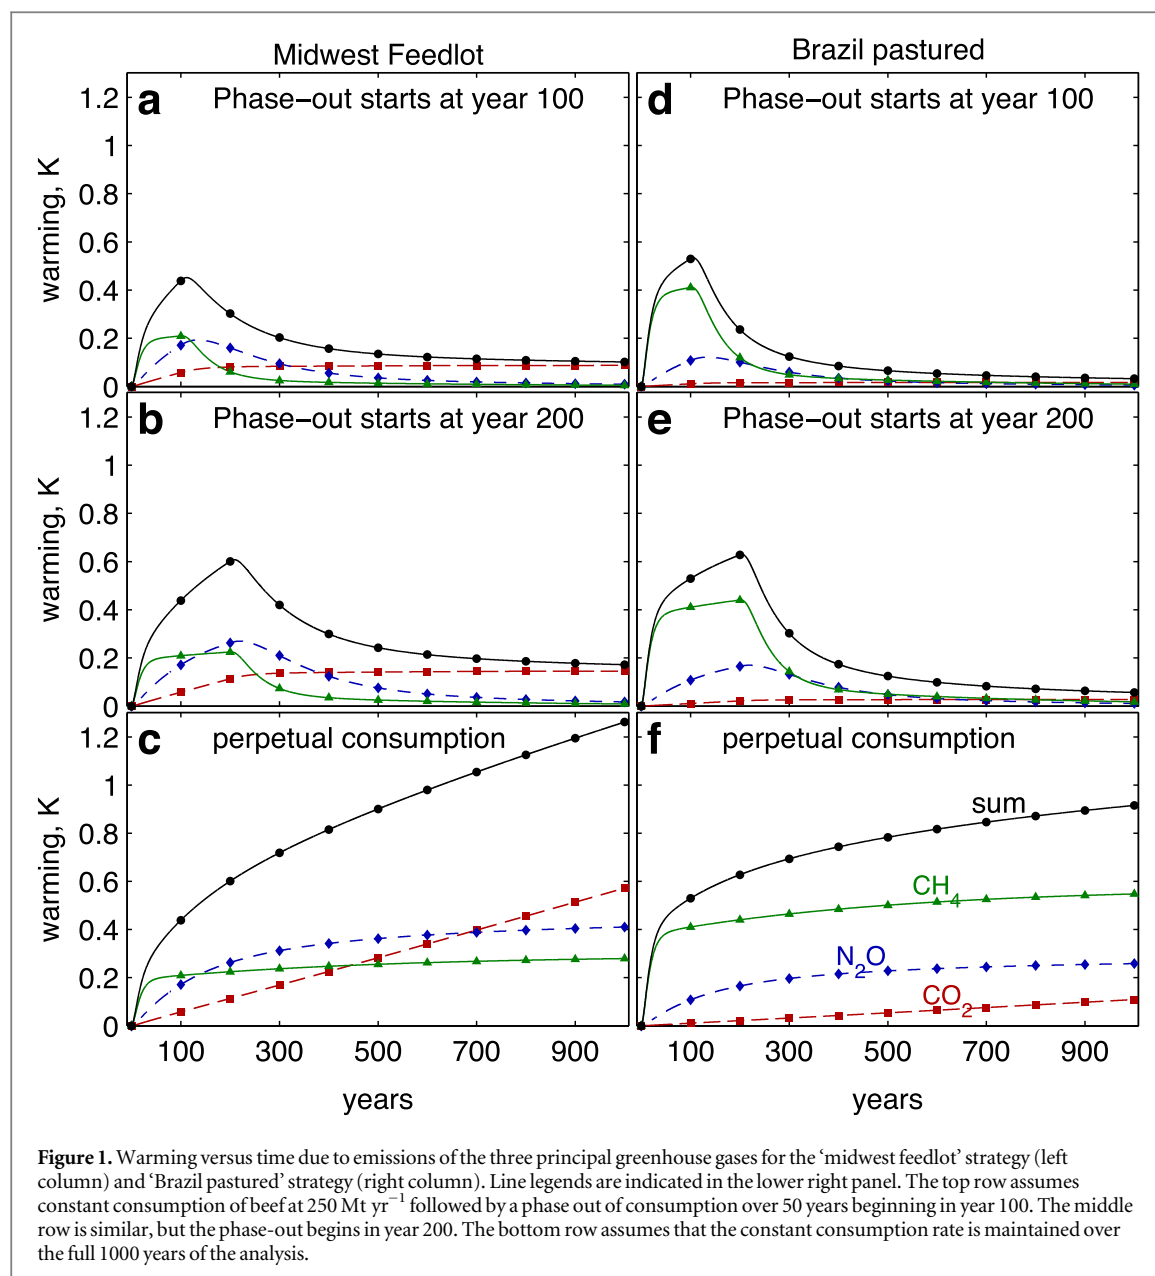 Midwest Feedlot
Brazil pastured
a Phase−out starts at year 100
d Phase−out starts at year 100
1.2
1
0.8
0.6
0.4
0.2
0
warming, K
b Phase−out starts at year 200
e Phase−out starts at year 200
1.2
1
0.8
0.6
0.4
0.2
0
warming, K
c perpetual consumption
f perpetual consumption
1.2
1
0.8
0.6
0.4
0.2
0
warming, K
sum
CH4
N2O
CO2
100 300 500 700 900
100 300 500 700 900
years
years
Figure 1. Warming versus time due to emissions of the three principal greenhouse gases for the ‘midwest feedlot’ strategy (left
column) and ‘Brazil pastured’ strategy (right column). Line legends are indicated in the lower right panel. The top row assumes
constant consumption of beef at 250 Mt yr−1 followed by a phase out of consumption over 50 years beginning in year 100. The middle
row is similar, but the phase-out begins in year 200. The bottom row assumes that the constant consumption rate is maintained over
the full 1000 years of the analysis.